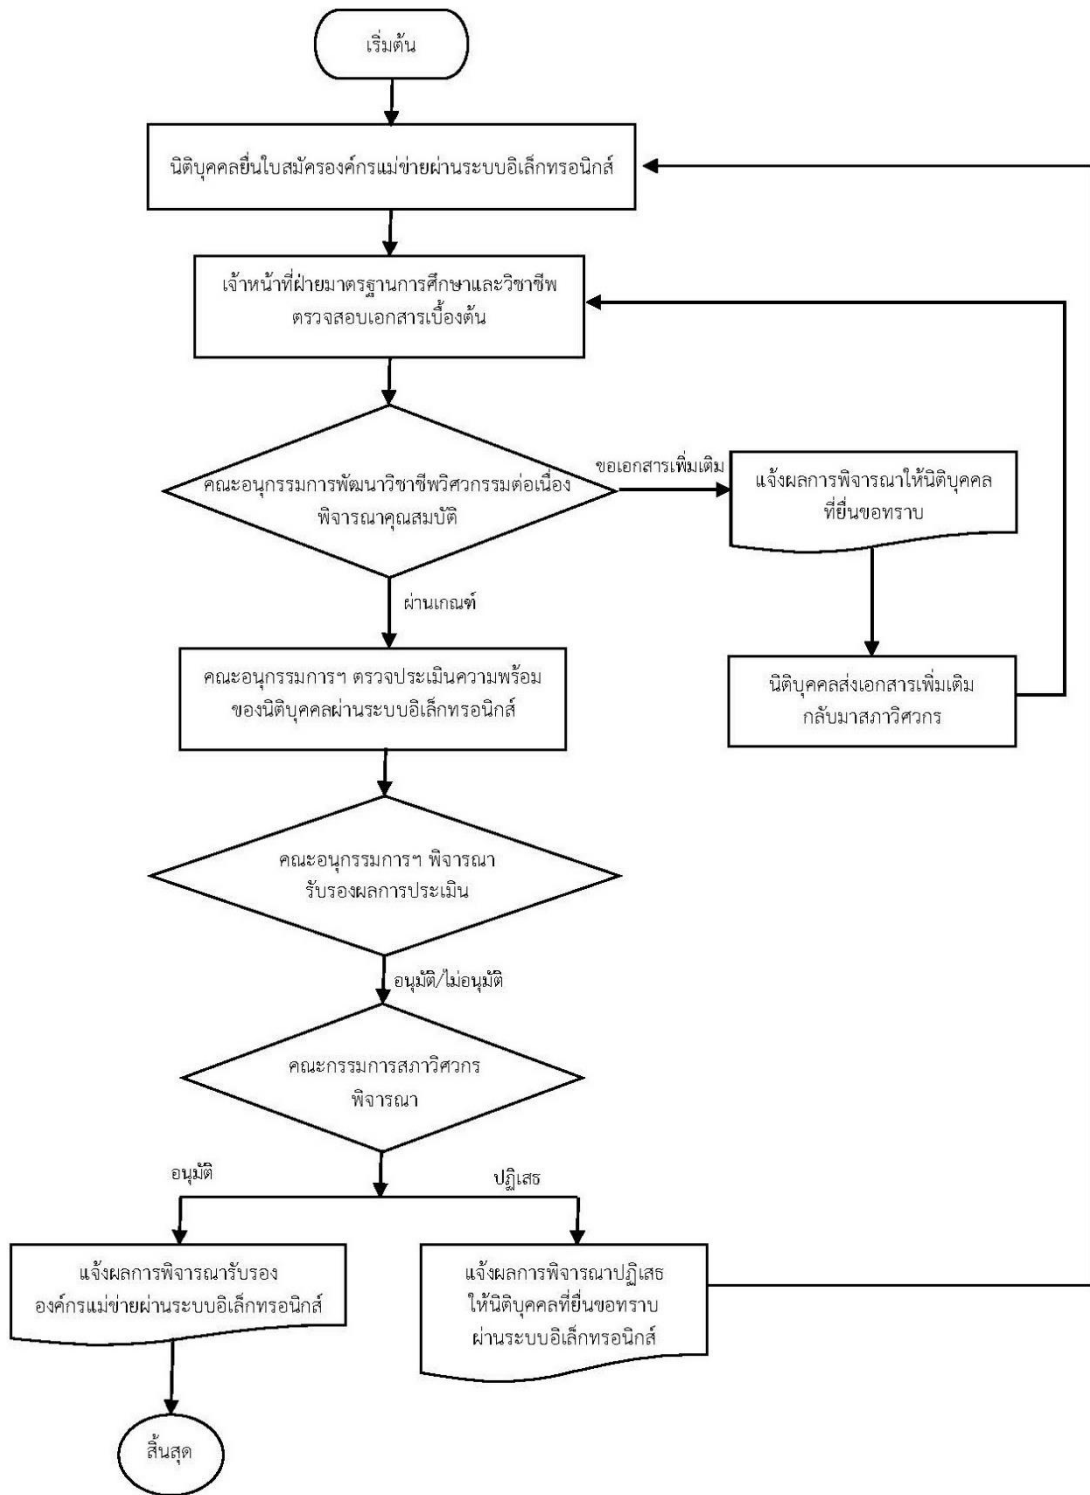 เริ่มต้น
นิติบุคคลยื่นใบสมัครองค์กรแม่ข่ายผ่านระบบอิเล็กทรอนิกส์
เจ้าหน้าที่ฝ่ายมาตรฐานการศึกษาและวิชาชีพ
ตรวจสอบเอกสารเบื้องต้น
คณะอนุกรรมการพัฒนาวิชาชีพวิศวกรรมต่อเนื่อง
พิจารณาคุณสมบัติ
ขอเอกสารเพิ่มเติม
แจ้งผลการพิจารณาให้นิติบุคคล
ที่ยื่นขอทราบ
ผ่านเกณฑ์
คณะอนุกรรมการฯ ตรวจประเมินความพร้อม
ของนิติบุคคลผ่านระบบอิเล็กทรอนิกส์
นิติบุคคลส่งเอกสารเพิ่มเติม
กลับมาสภาวิศวกร
คณะอนุกรรมการฯ พิจารณา
รับรองผลการประเมิน
อนุมัติ/ไม่อนุมัติ
คณะกรรมการสภาวิศวกร
พิจารณา
อนุมัติ
ปฏิเสธ
แจ้งผลการพิจารณารับรอง
องค์กรแม่ข่ายผ่านระบบอิเล็กทรอนิกส์
แจ้งผลการพิจารณาปฏิเสธ
ให้นิติบุคคลที่ยื่นขอทราบ
ผ่านระบบอิเล็กทรอนิกส์
สิ้นสุด